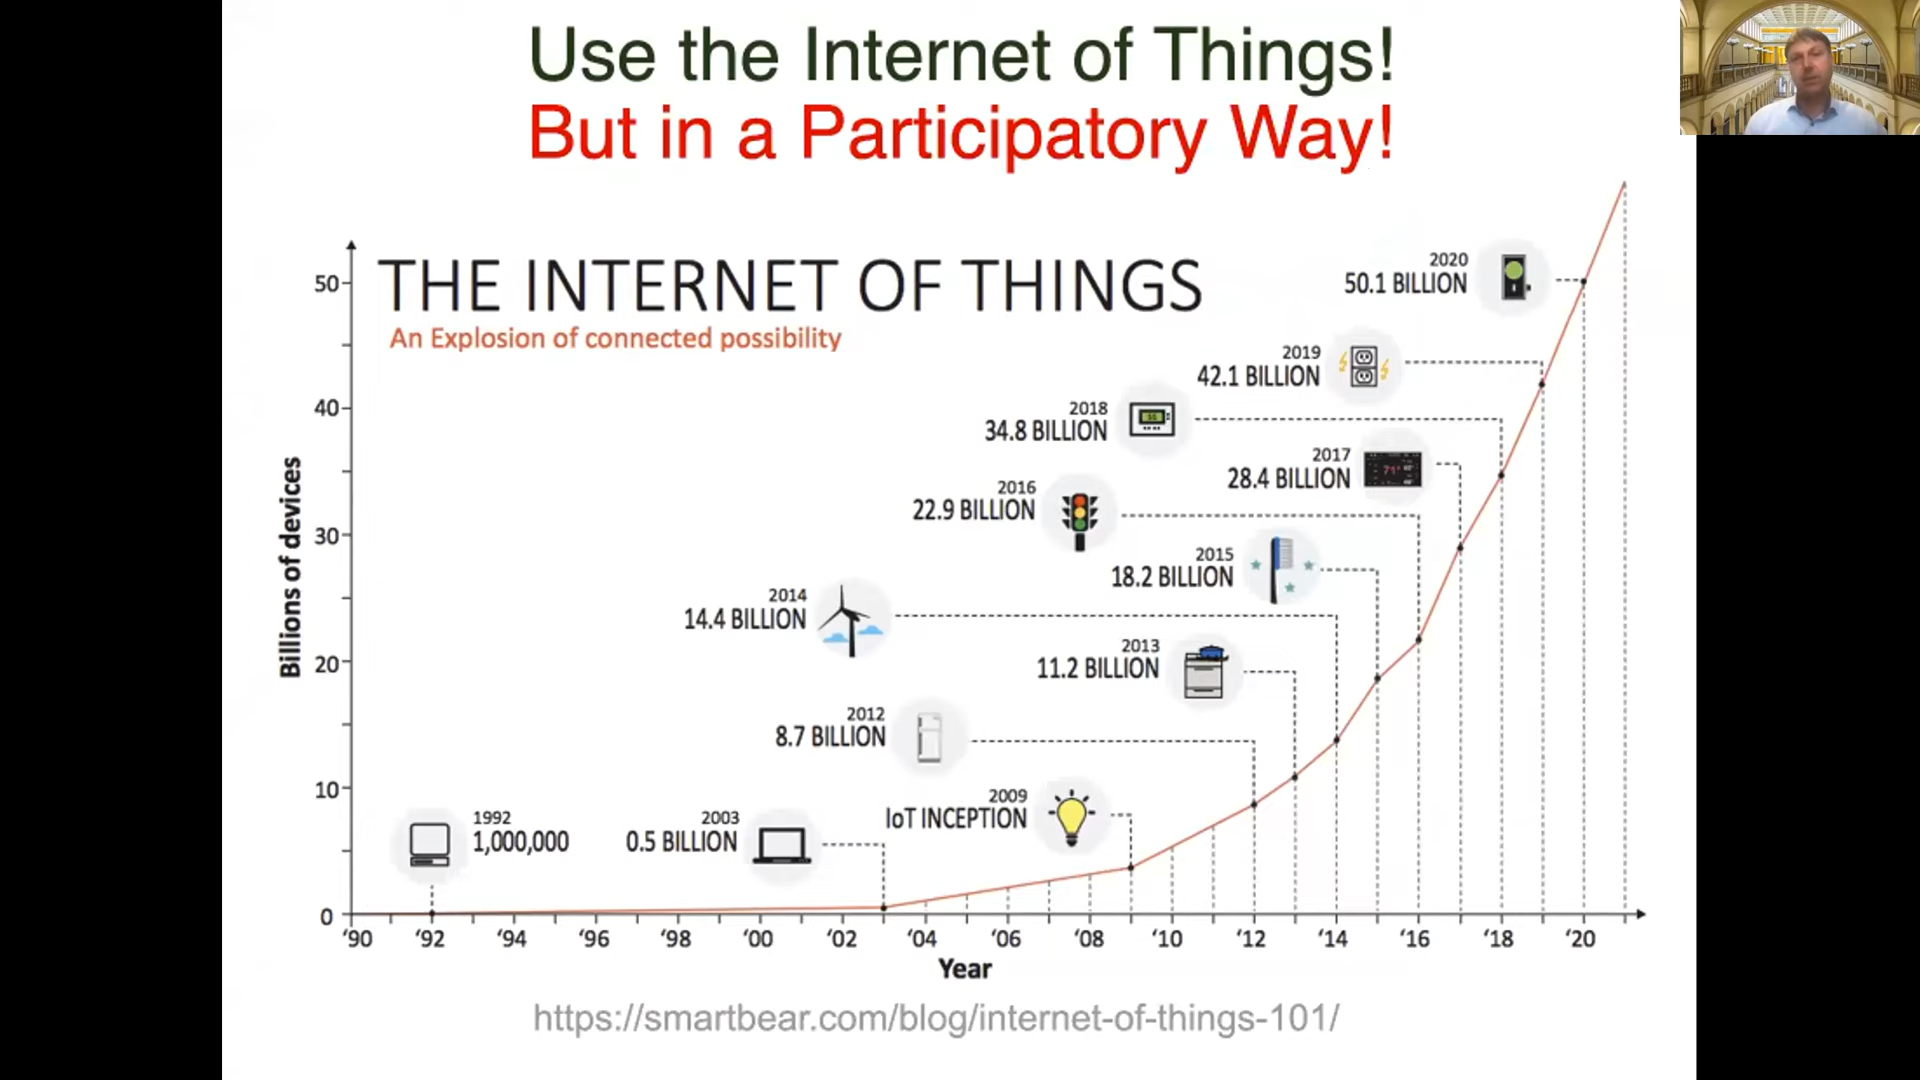 Use the Internet of Things!
But in a Participatory Way!
THE INTERNET OF THINGS
An Explosion of connected possibility
2020
50.1 BILLION
2019
42.1 BILLION
2018
34.8 BILLION
2017
28.4 BILLION
2016
22.9 BILLION
2015
18.2 BILLION
2014
14.4 BILLION
2013
11.2 BILLION
2012
8.7 BILLION
2009
IoT INCEPTION
2003
0.5 BILLION
1992
1,000,000
Billions of devices
50
40
30
20
10
0
71°
'90 '92 '94 '96 '98 '00 '02 '04 '06 '08 '10 '12 '14 '16 '18 '20
Year
https://smartbear.com/blog/internet-of-things-101/